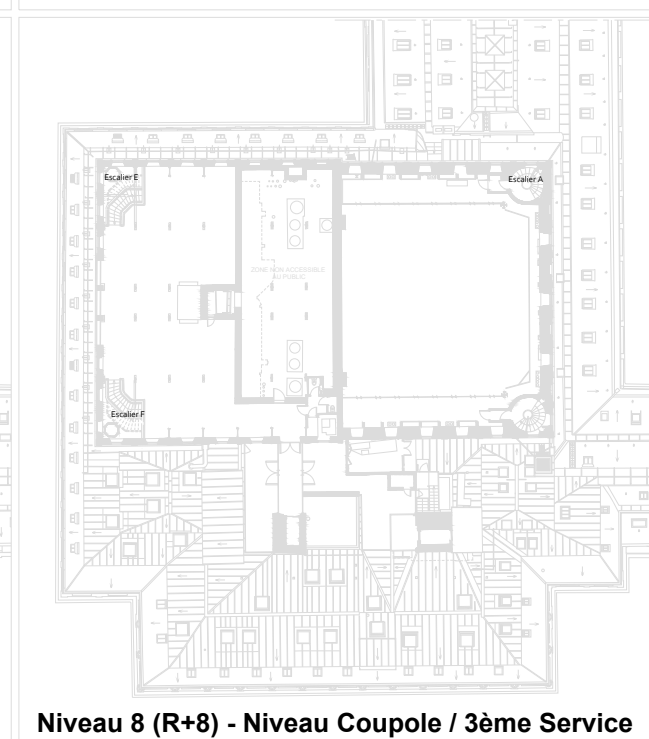 Escalier E
Escalier A
ZONE NON ACCESSIBLE
AU PUBLIC
Escalier F
Niveau 8 (R+8) - Niveau Coupole / 3ème Service